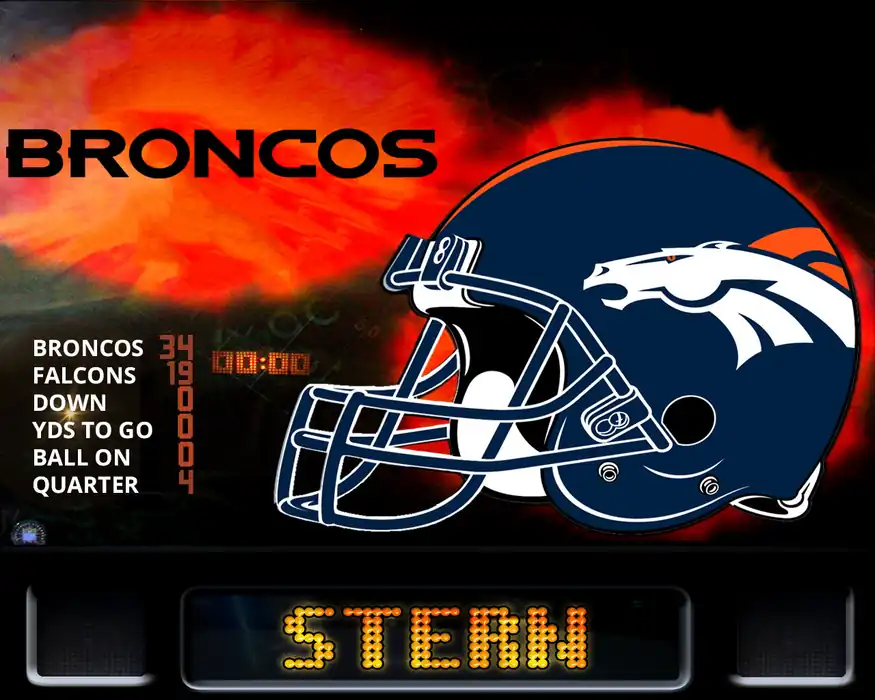 BRONCOS
8
BRONCOS 34 00:00
FALCONS 19
DOWN 0
YDS TO GO 0
BALL ON 0
QUARTER 4
STERN